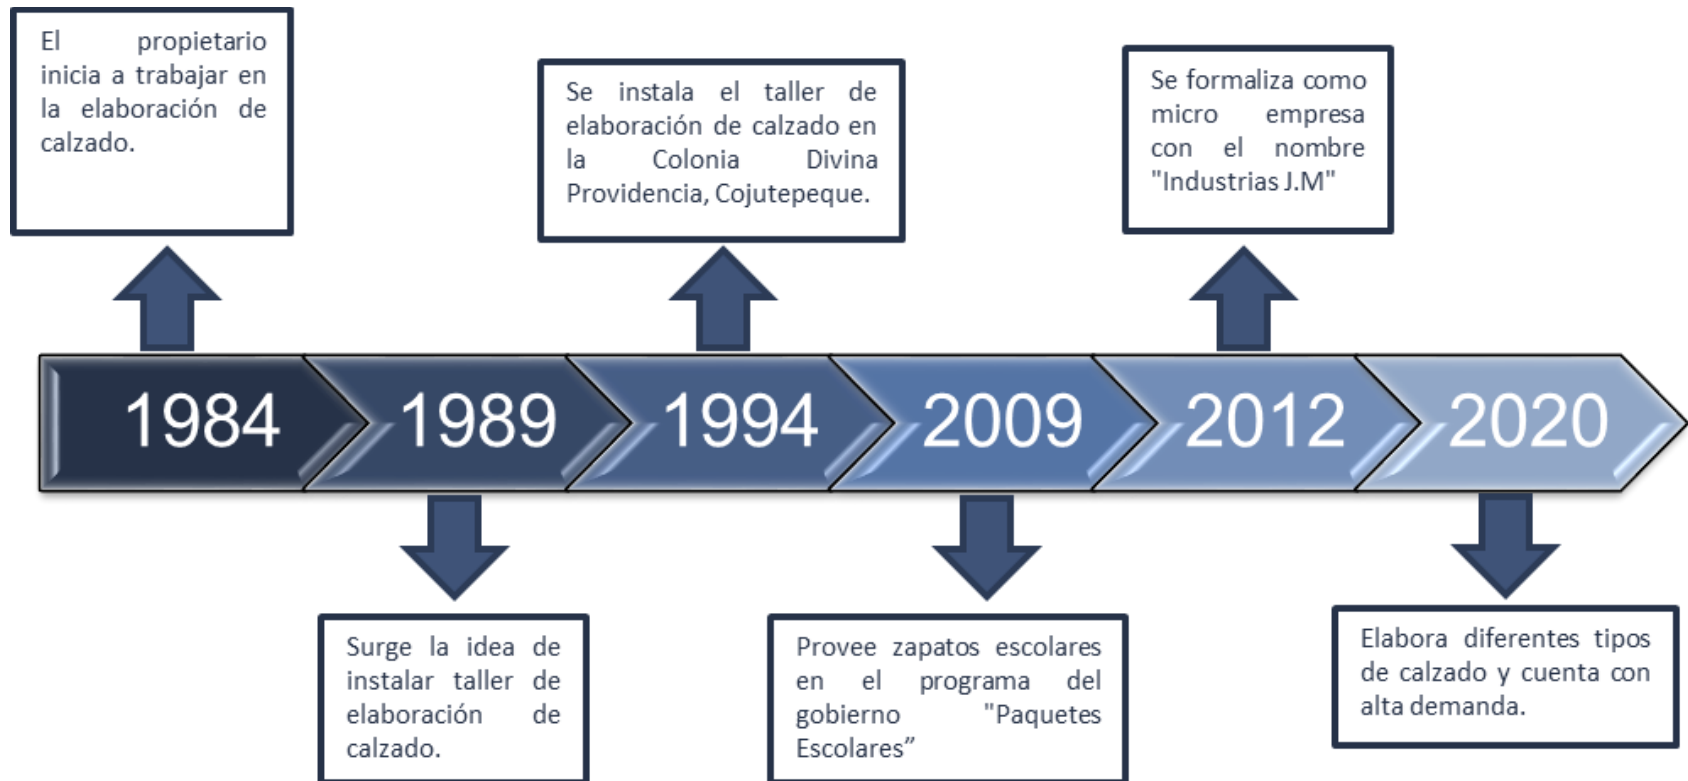 El propietario
inicia a trabajar en
la elaboración de
calzado.
Se instala el taller de
elaboración de calzado en
la Colonia Divina
Providencia, Cojutepeque.
Se formaliza como
micro empresa
con el nombre
"Industrias J.M"
1984
1989
1994
2009
2012
2020
Surge la idea de
instalar taller de
elaboración de
calzado.
Provee zapatos escolares
en el programa del
gobierno "Paquetes
Escolares”
Elabora diferentes tipos
de calzado y cuenta con
alta demanda.